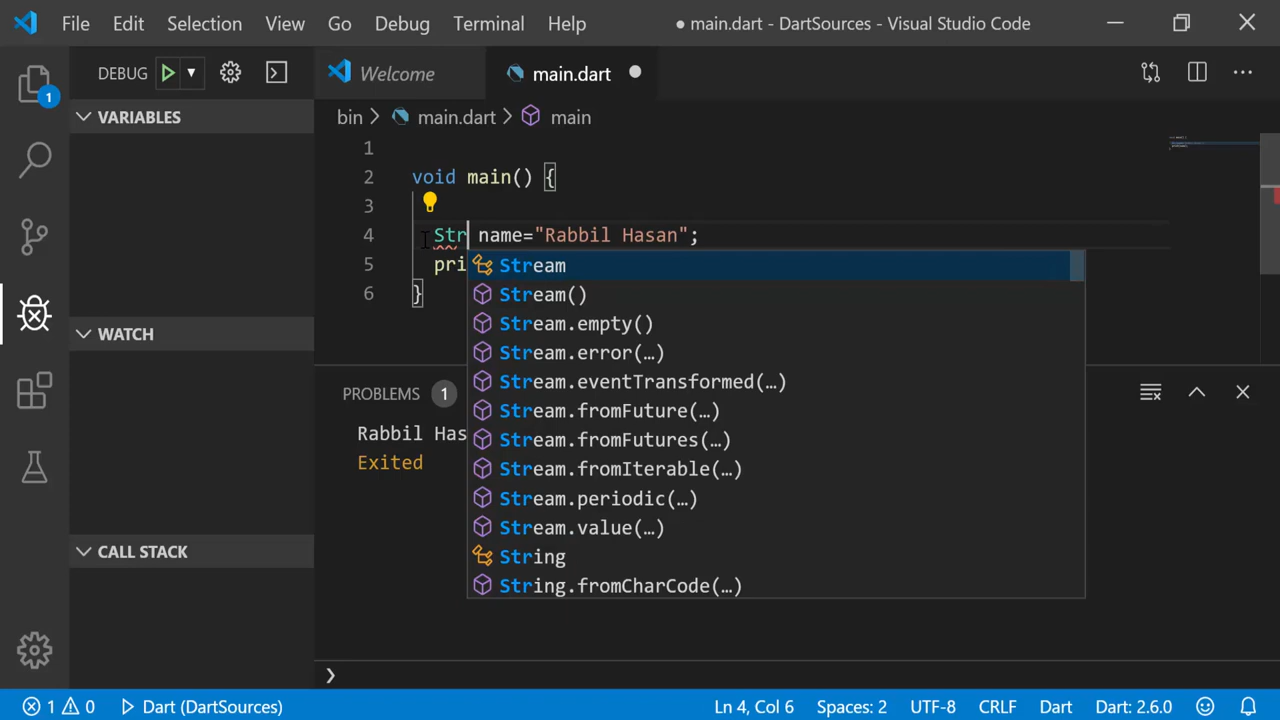 File Edit Selection View Go Debug Terminal Help
● main.dart - DartSources - Visual Studio Code
DEBUG
Welcome
main.dart
1
VARIABLES
bin > main.dart > main
1
2 void main() {
3
4 Str name="Rabbil Hasan";
5 pri
6 }
Stream
Stream()
Stream.empty()
Stream.error(…)
Stream.eventTransformed(…)
Stream.fromFuture(…)
Stream.fromFutures(…)
Stream.fromIterable(…)
Stream.periodic(…)
Stream.value(…)
String
String.fromCharCode(…)
WATCH
CALL STACK
PROBLEMS 1
Rabbil Has
Exited
❯
1 0 Dart (DartSources) Ln 4, Col 6 Spaces: 2 UTF-8 CRLF Dart Dart: 2.6.0